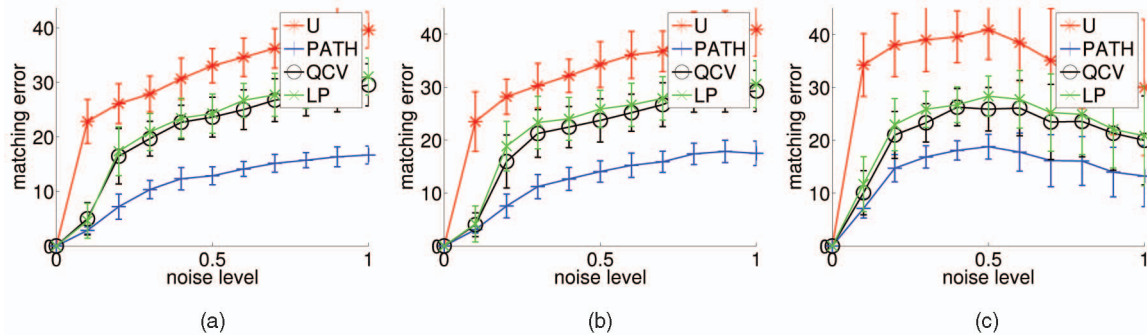 40
30
20
10
0
matching error
0 0.5 1
noise level
U
PATH
QCV
LP
(a)
40
30
20
10
0
matching error
0 0.5 1
noise level
U
PATH
QCV
LP
(b)
40
30
20
10
0
matching error
0 0.5 1
noise level
U
PATH
QCV
LP
(c)